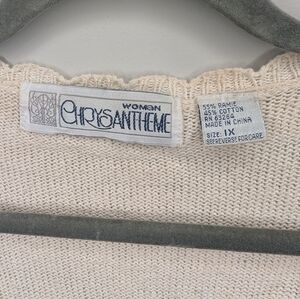 WOMEN
CHRYSANTHEME
55% RAMIE
45% COTTON
RN 63264
MADE IN CHINA
SIZE: 1X
SEE REVERSE FOR CARE